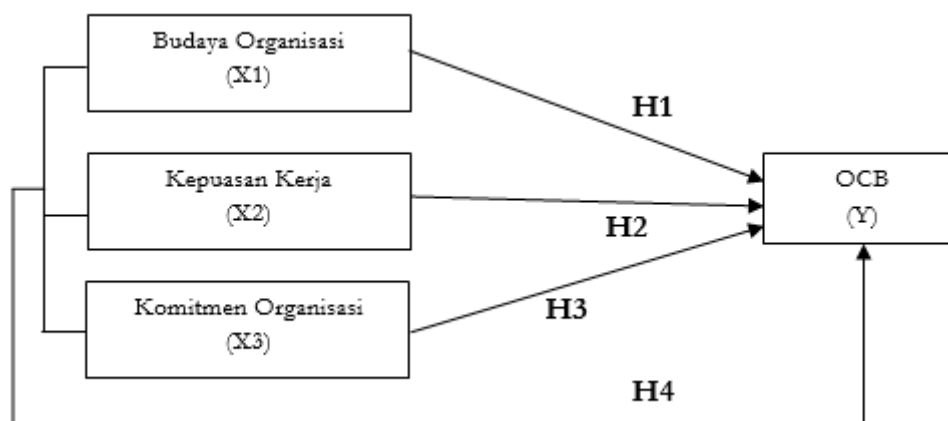 Budaya Organisasi
(X1)
H1
Kepuasan Kerja
(X2)
OCB
(Y)
H2
Komitmen Organisasi
(X3)
H3
H4